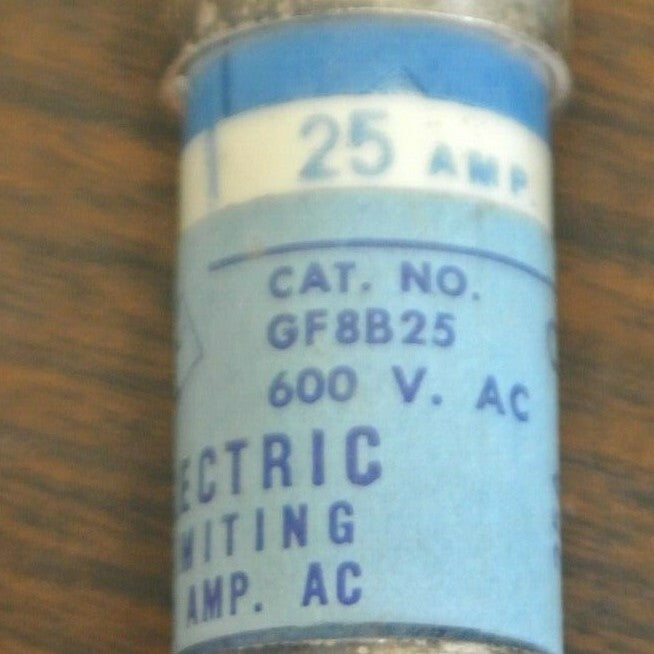 25 AMP
CAT. NO.
GF8B25
600 V. AC
ECTRIC
MITING
AMP. AC